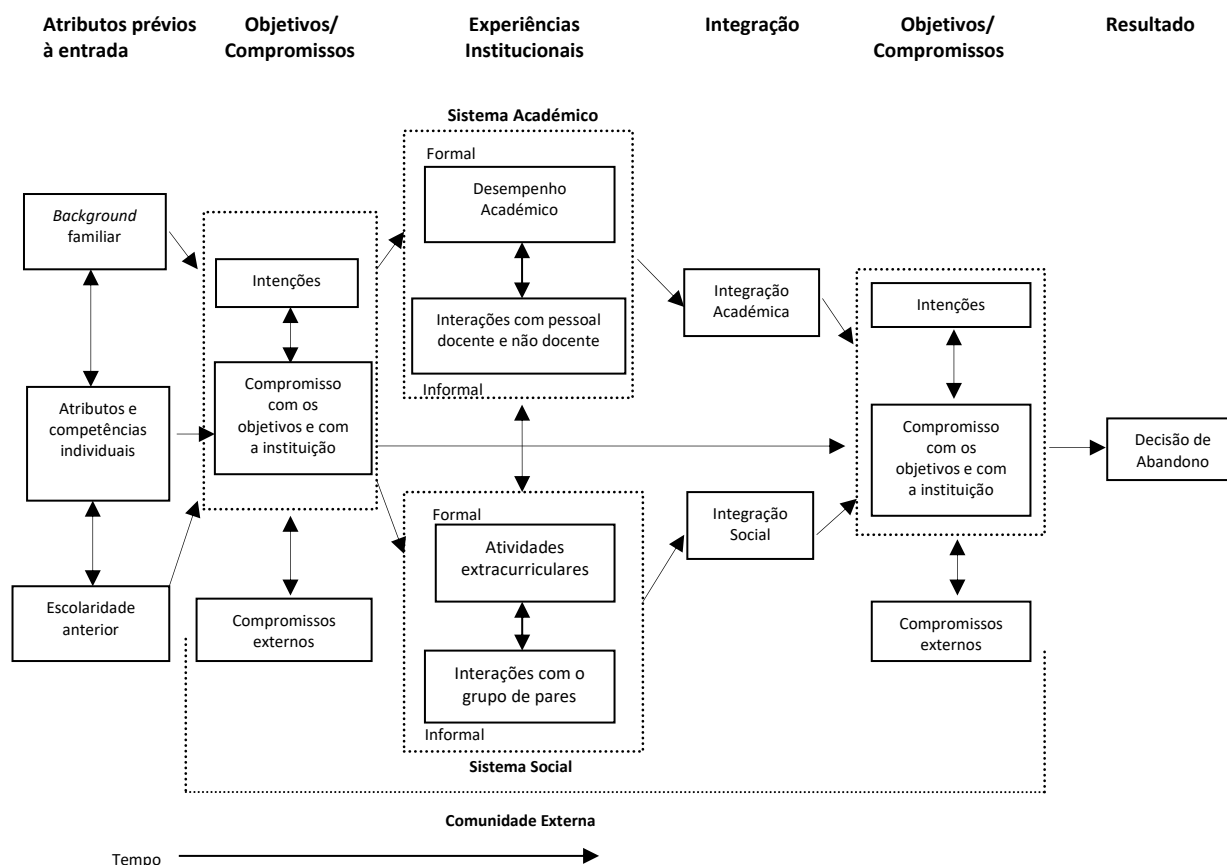 Atributos prévios
à entrada
Objetivos/
Compromissos
Experiências
Institucionais
Integração
Objetivos/
Compromissos
Resultado
Sistema Académico
Formal
Desempenho
Académico
Background
familiar
Intenções
Interações com pessoal
docente e não docente
Informal
Integração
Académica
Intenções
Atributos e
competências
individuais
Compromisso
com os
objetivos e com
a instituição
Compromisso
com os
objetivos e com
a instituição
Decisão de
Abandono
Formal
Atividades
extracurriculares
Integração
Social
Escolaridade
anterior
Compromissos
externos
Interações com o
grupo de pares
Informal
Compromissos
externos
Sistema Social
Comunidade Externa
Tempo